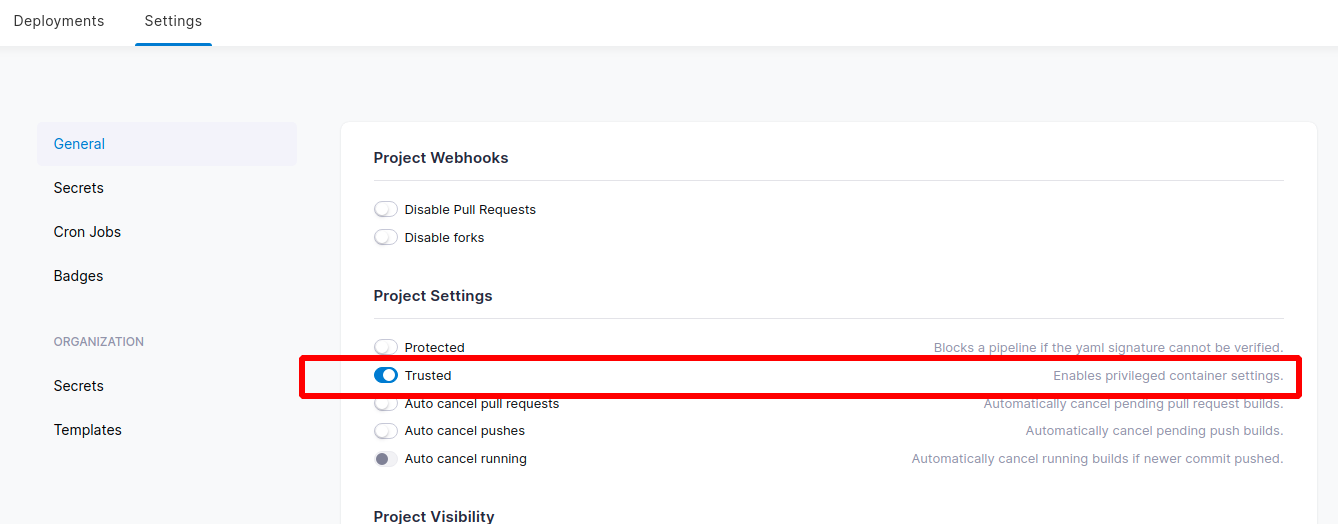 Deployments Settings
General
Secrets
Cron Jobs
Badges
ORGANIZATION
Secrets
Templates
Project Webhooks
Disable Pull Requests
Disable forks
Project Settings
Protected Blocks a pipeline if the yaml signature cannot be verified.
Trusted Enables privileged container settings.
Auto cancel pull requests Automatically cancel pending pull request builds.
Auto cancel pushes Automatically cancel pending push builds.
Auto cancel running Automatically cancel running builds if newer commit pushed.
Project Visibility